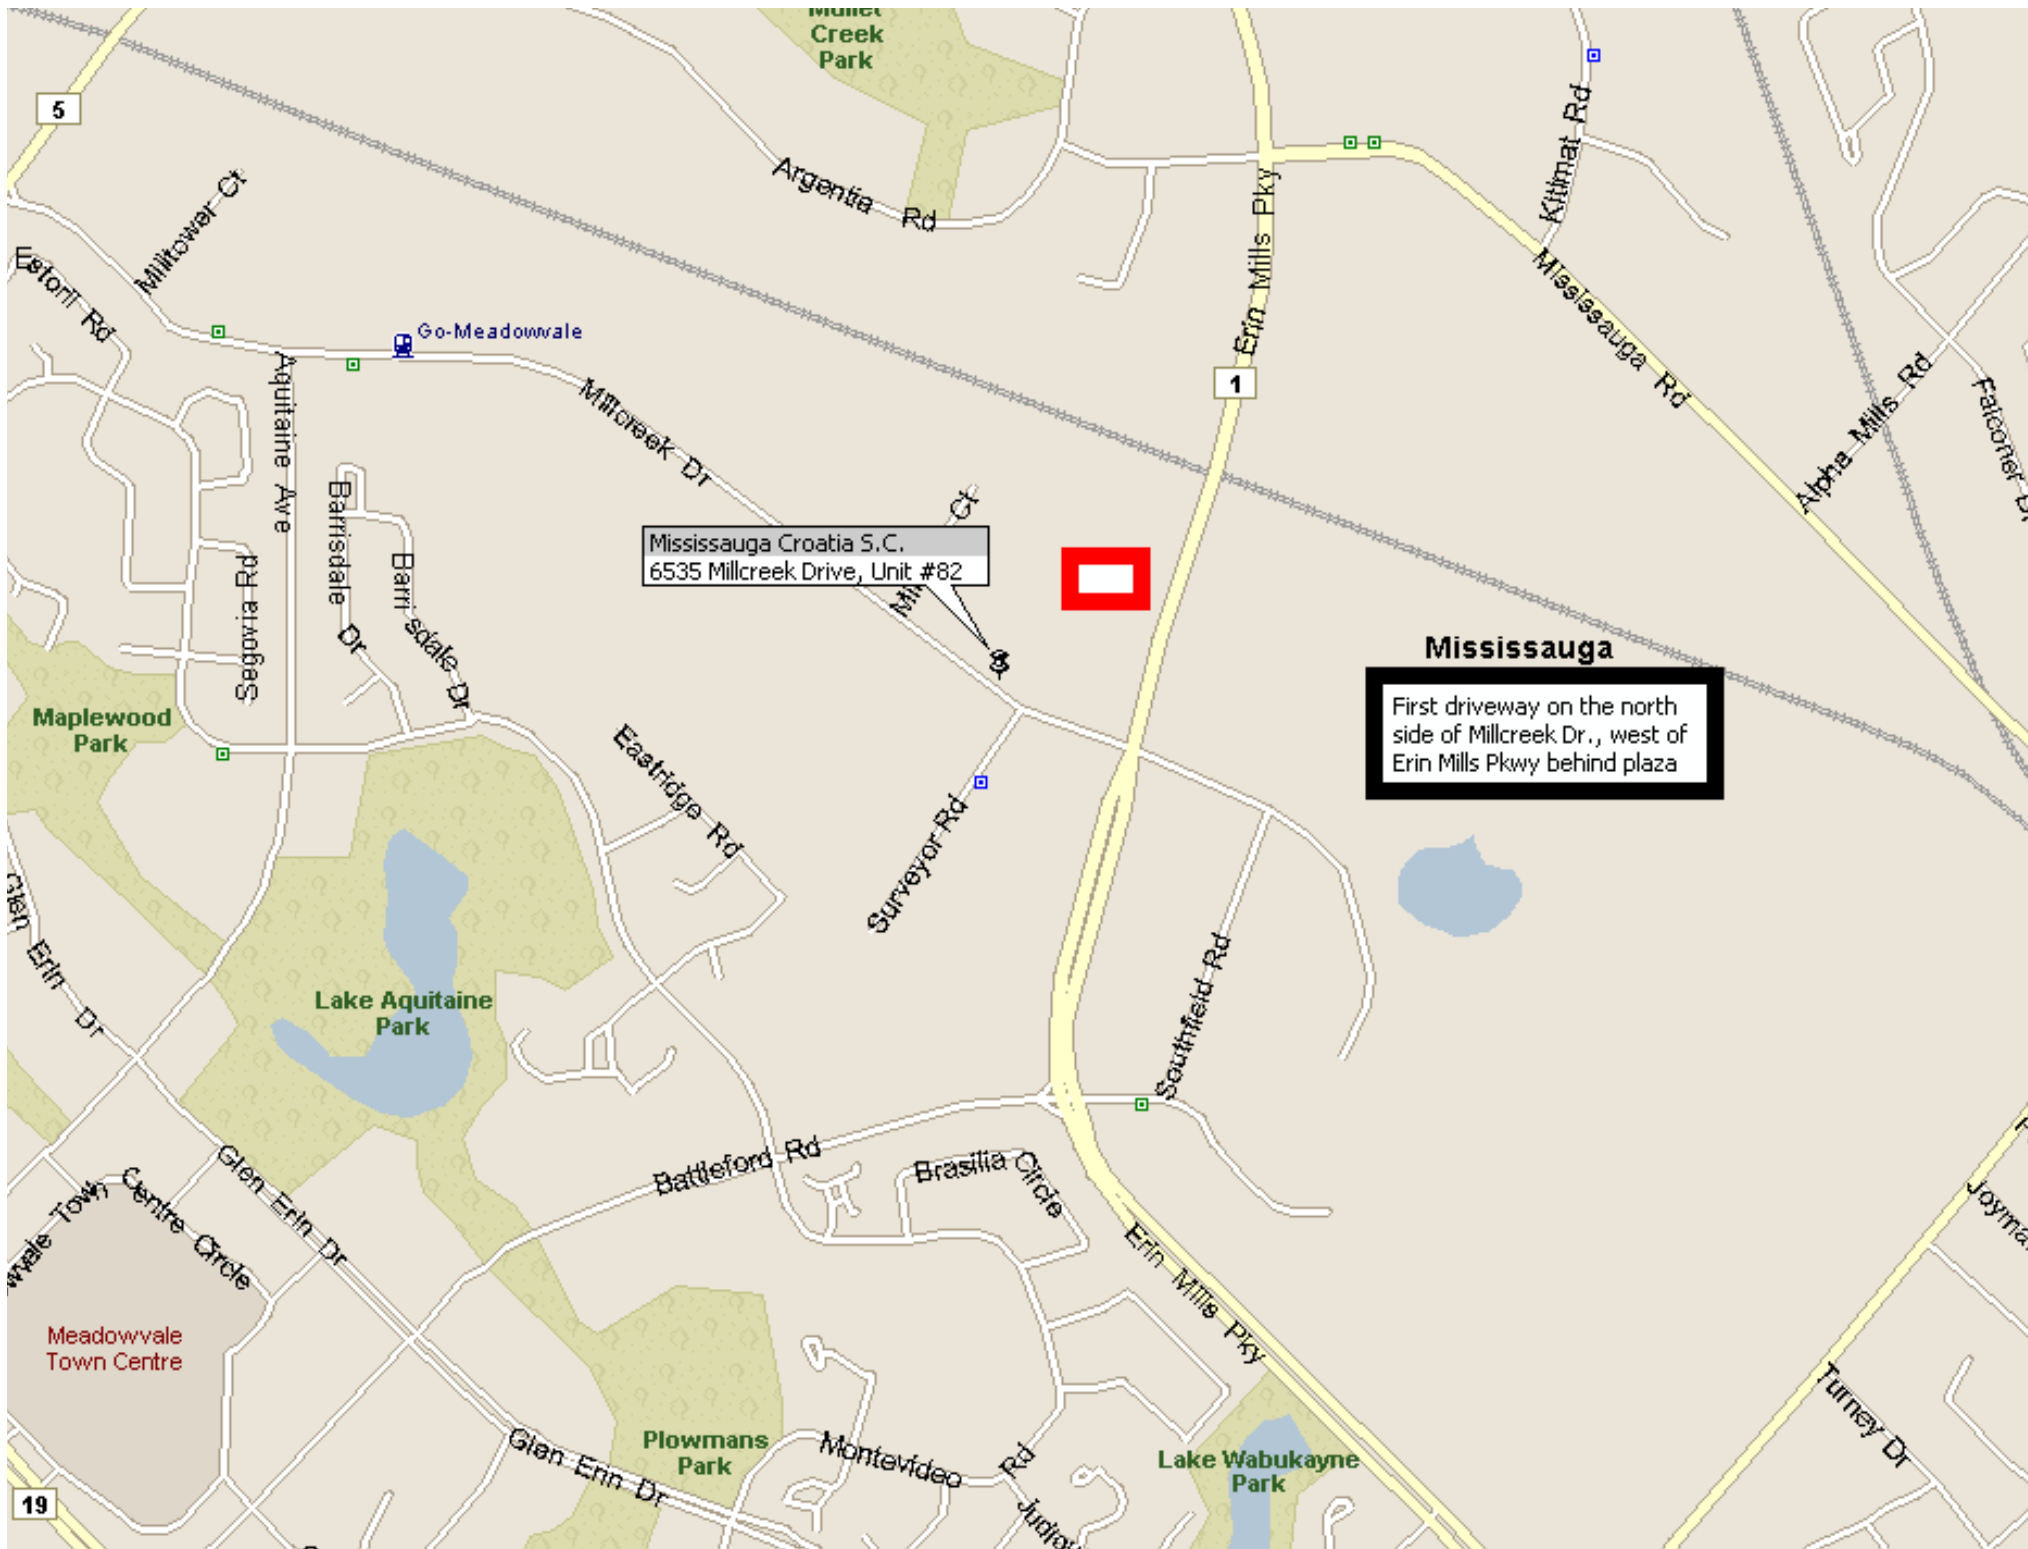 Mullet
Creek
Park
5
Milltower Ct
Argentia Rd
Erin Mills Pky
Kitimat Rd
Estoril Rd
Go-Meadowvale
Aquitaine Ave
Millcreek Dr
1
Mississauga Rd
Alpha Mills Rd
Falconer Dr
Barrisdale Dr
Barrisdale Dr
Segovia Rd
Ct
Mississauga Croatia S.C.
6535 Millcreek Drive, Unit #82
Mississauga
First driveway on the north
side of Millcreek Dr., west of
Erin Mills Pkwy behind plaza
Maplewood
Park
Eastridge Rd
Surveyor Rd
Glen Erin Dr
Lake Aquitaine
Park
Southfield Rd
Battleford Rd
Brasilia Circle
Glen Erin Dr
Town Centre Circle
Erin Mills Pky
Meadowvale
Town Centre
Turney Dr
Plowmans
Park
Montevideo Rd
Lake Wabukayne
Park
Glen Erin Dr
19